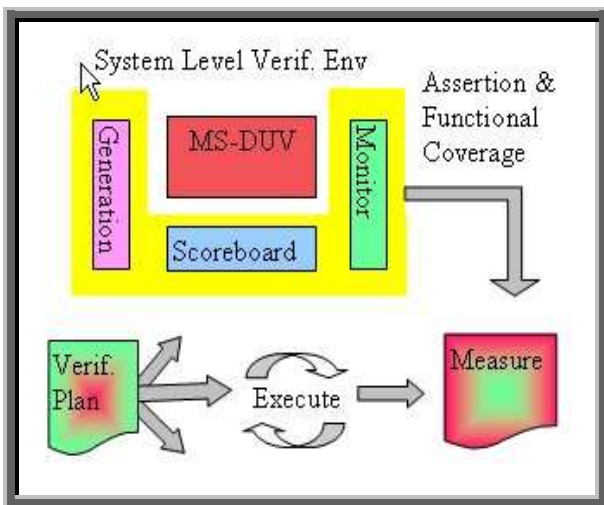 System Level Verif. Env
Assertion &
Functional
Coverage
Generation
MS-DUV
Monitor
Scoreboard
Verif.
Plan
Execute
Measure